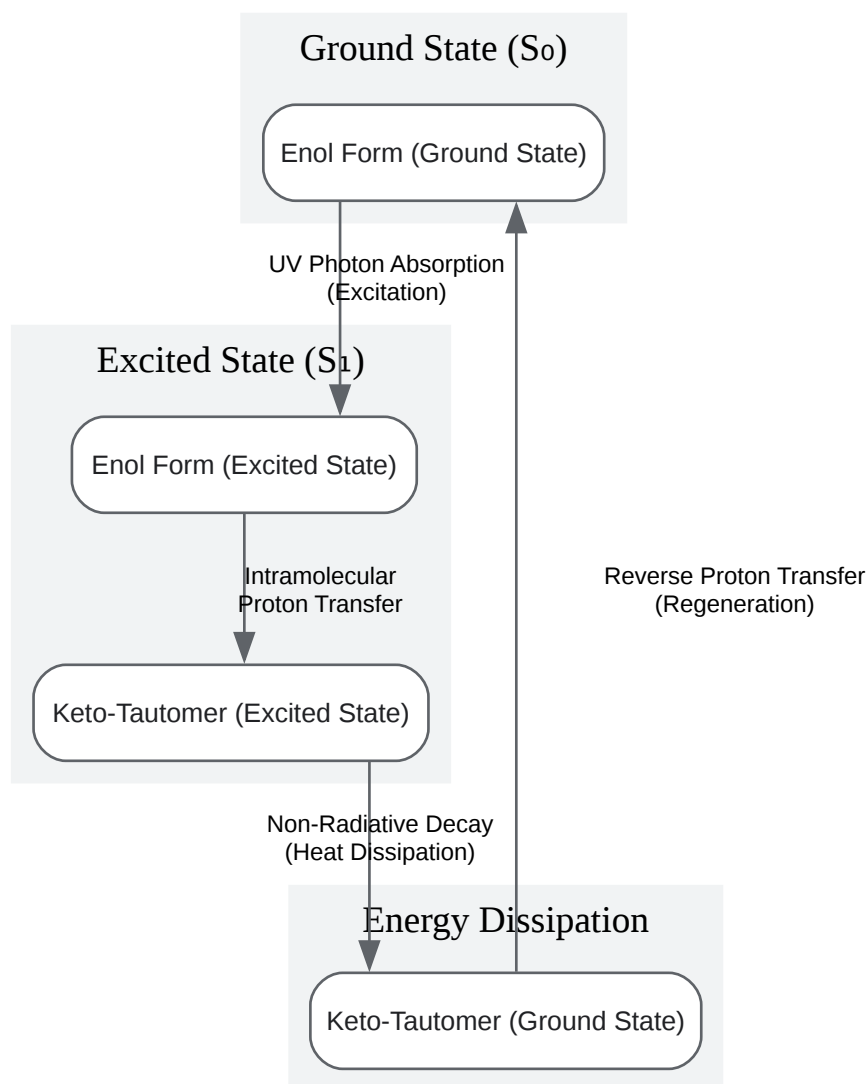 Ground State (S₀)
Enol Form (Ground State)
UV Photon Absorption
(Excitation)
Excited State (S₁)
Enol Form (Excited State)
Intramolecular
Proton Transfer
Reverse Proton Transfer
(Regeneration)
Keto-Tautomer (Excited State)
Non-Radiative Decay
(Heat Dissipation)
Energy Dissipation
Keto-Tautomer (Ground State)